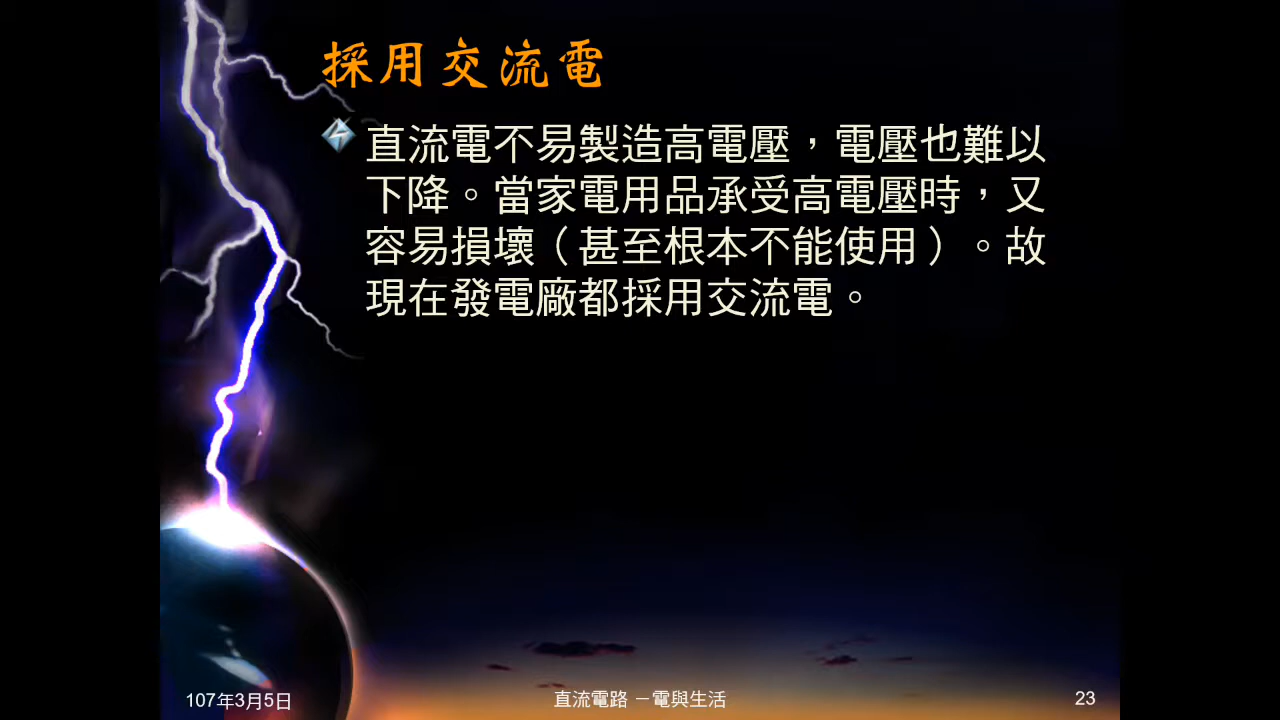 採用交流電
直流電不易製造高電壓，電壓也難以
下降。當家電用品承受高電壓時，又
容易損壞（甚至根本不能使用）。故
現在發電廠都採用交流電。
107年3月5日
直流電路 －電與生活
23